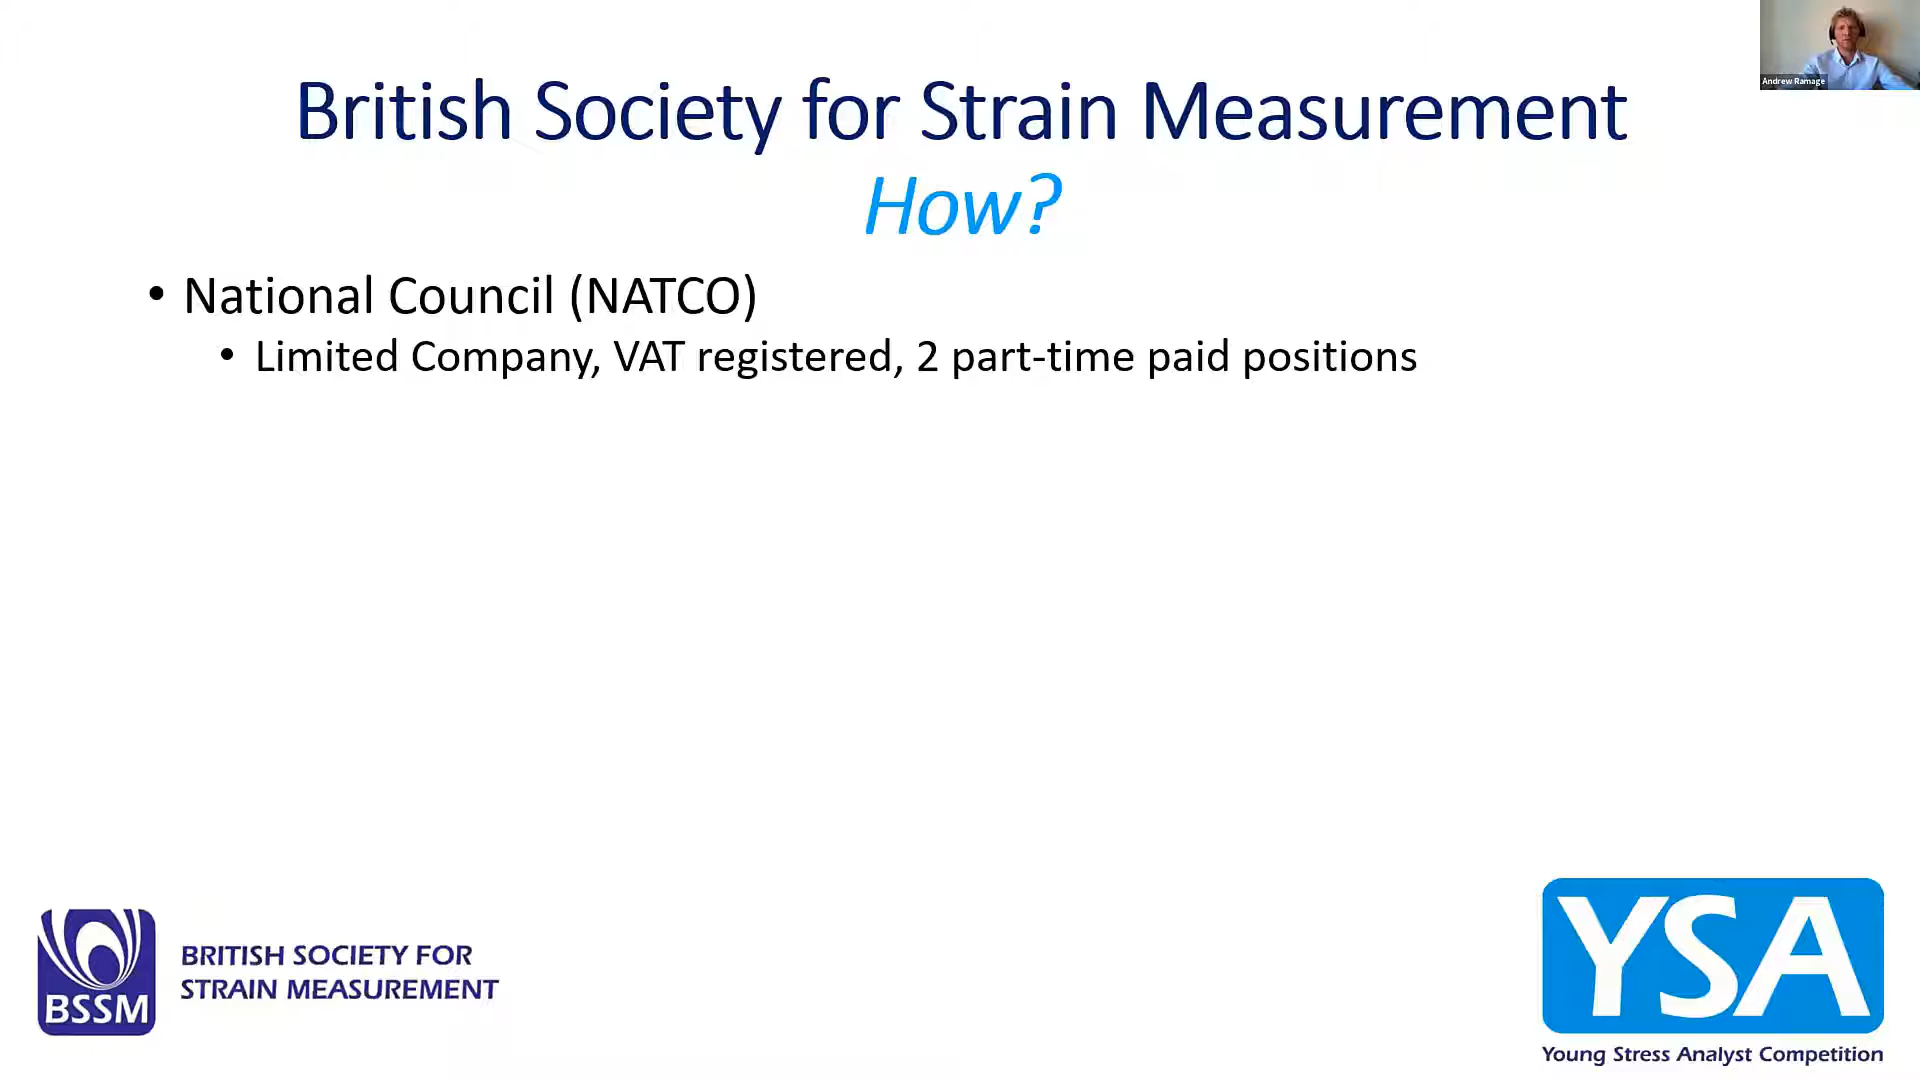 Andrew Ramage
British Society for Strain Measurement
How?
• National Council (NATCO)
• Limited Company, VAT registered, 2 part-time paid positions
BSSM
BRITISH SOCIETY FOR
STRAIN MEASUREMENT
YSA
Young Stress Analyst Competition